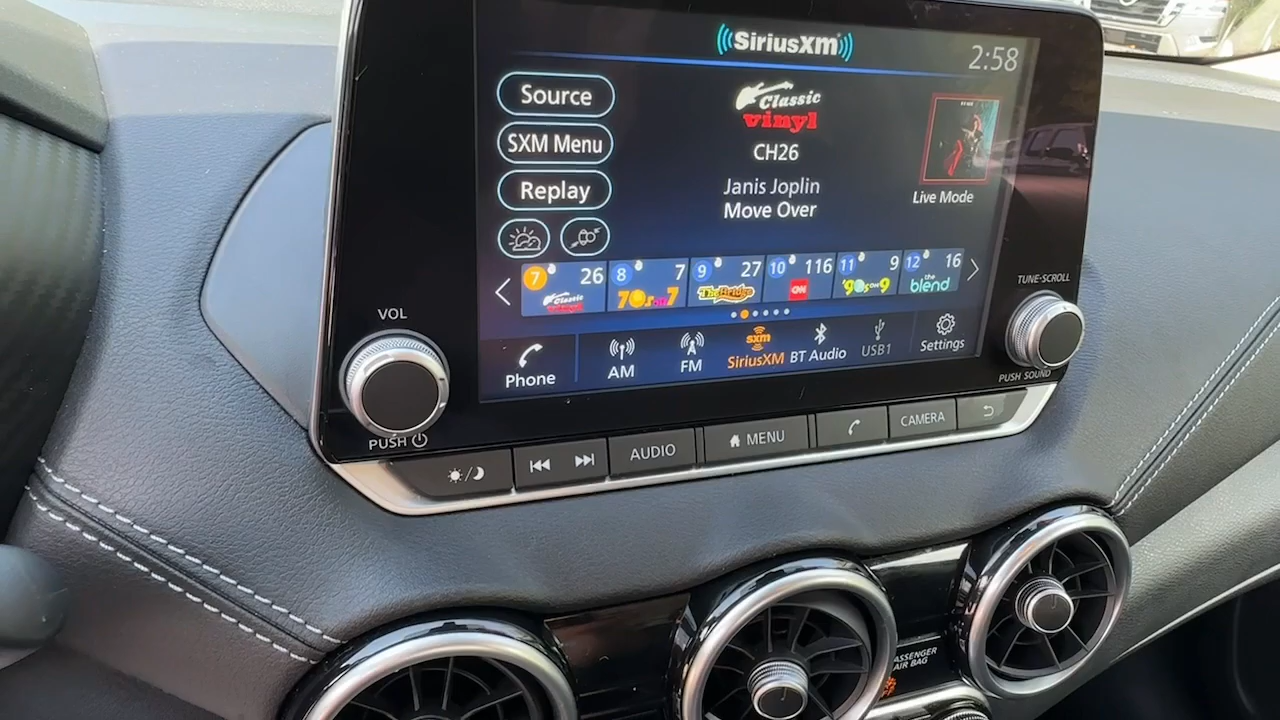 SiriusXM
2:58
Source
SXM Menu
Replay
Classic
vinyl
CH26
Janis Joplin
Move Over
Live Mode
7 26
Classic
vinyl
8 7
70s on 7
9 27
The Bridge
10 116
CNN
11 9
'90s on 9
12 16
the
blend
Phone
AM
FM
sxm
SiriusXM
BT Audio
USB1
Settings
VOL
PUSH
TUNE·SCROLL
PUSH SOUND
AUDIO
MENU
CAMERA
PASSENGER
AIR BAG